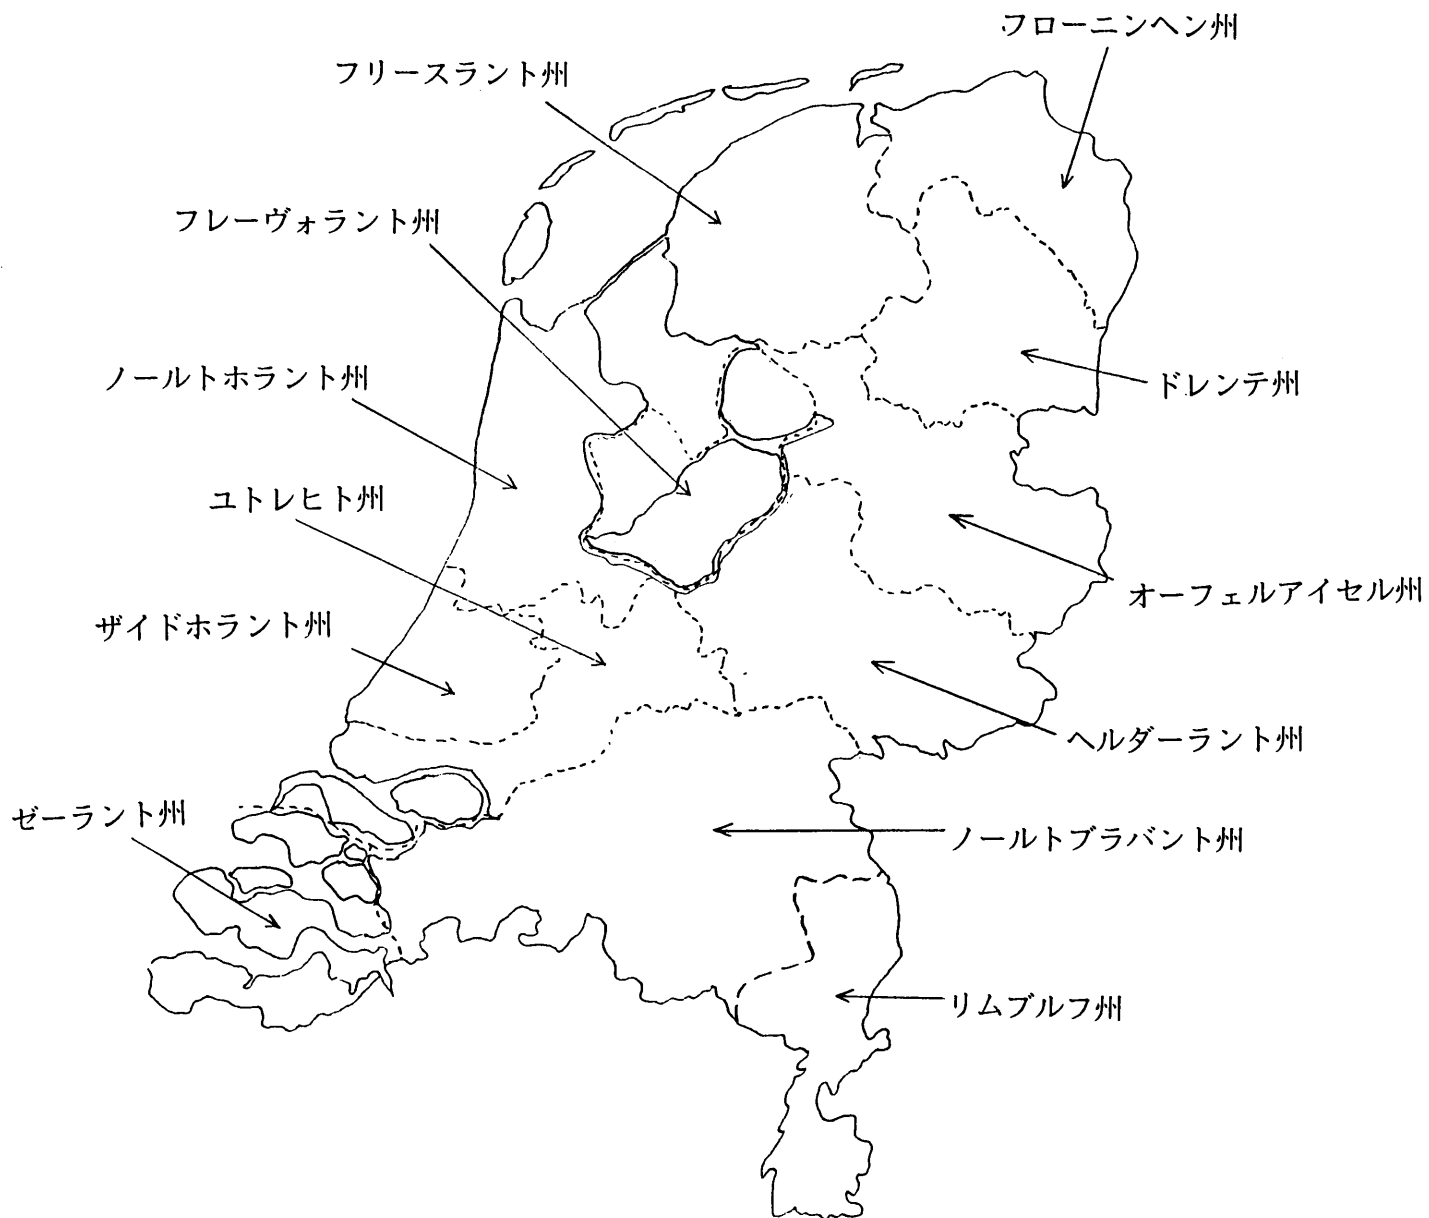 フローニンヘン州
フリースラント州
フレーヴォラント州
ノールトホラント州
ドレンテ州
ユトレヒト州
オーフェルアイセル州
ザイドホラント州
ヘルダーラント州
ゼーラント州
ノールトブラバント州
リムブルフ州